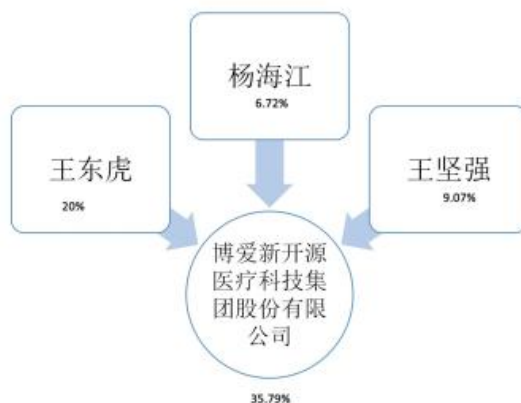 杨海江
6.72%
王东虎
20%
王坚强
9.07%
博爱新开源
医疗科技集
团股份有限
公司
35.79%